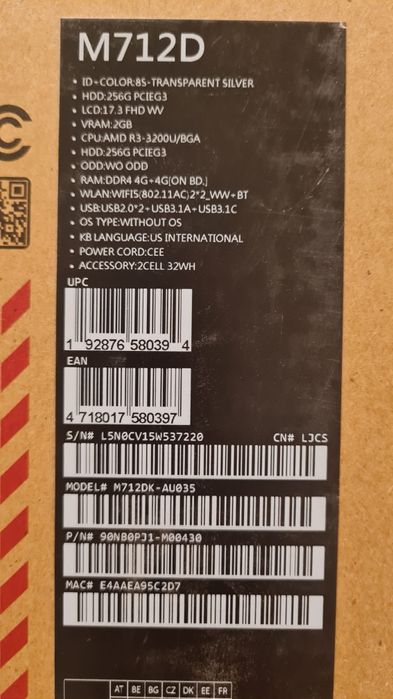 M712D
• ID-COLOR:8S-TRANSPARENT SILVER
• HDD:256G PCIEG3
• LCD:17.3 FHD WV
• VRAM:2GB
• CPU:AMD R3-3200U/BGA
• HDD:256G PCIEG3
• ODD:WO ODD
• RAM:DDR4 4G+4G[ON BD.]
• WLAN:WIFI5(802.11AC)2*2_WW+BT
• USB:USB2.0*2+USB3.1A+USB3.1C
• OS TYPE:WITHOUT OS
• KB LANGUAGE:US INTERNATIONAL
• POWER CORD:CEE
• ACCESSORY:2CELL 32WH
UPC
1 92876 58039 4
EAN
4 718017 580397
S/N# L5N0CV15W537220 CN# LJCS
MODEL# M712DK-AU035
P/N# 90NB0PJ1-M00430
MAC# E4AAEA95C2D7
AT BE BG CZ DK EE FR
C